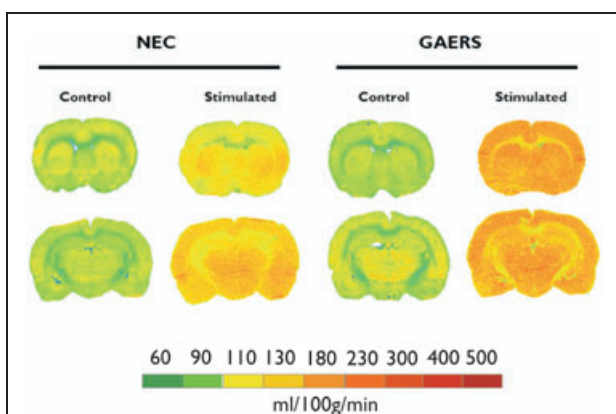 NEC GAERS
Control Stimulated Control Stimulated
60 90 110 130 180 230 300 400 500
ml/100g/min